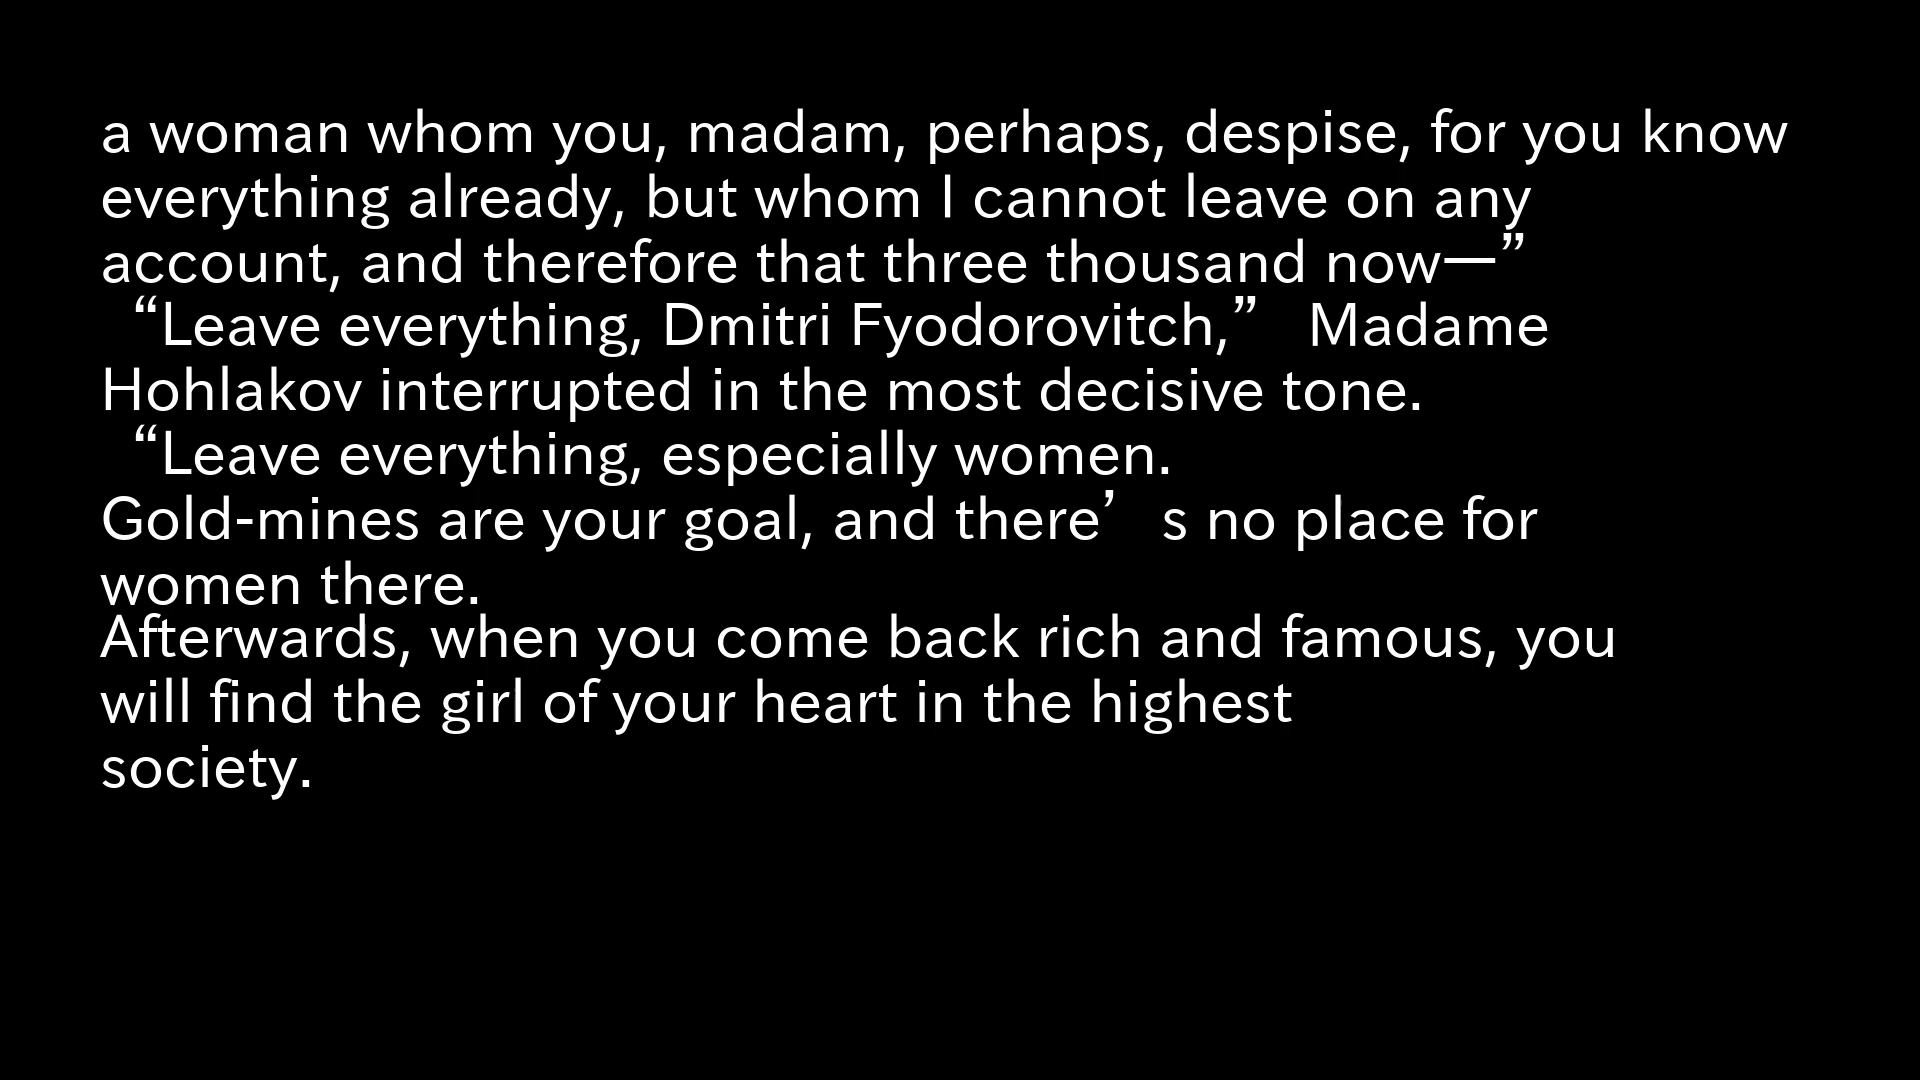 a woman whom you, madam, perhaps, despise, for you know
everything already, but whom I cannot leave on any
account, and therefore that three thousand now—”
“Leave everything, Dmitri Fyodorovitch,” Madame
Hohlakov interrupted in the most decisive tone.
“Leave everything, especially women.
Gold-mines are your goal, and there’s no place for
women there.
Afterwards, when you come back rich and famous, you
will find the girl of your heart in the highest
society.